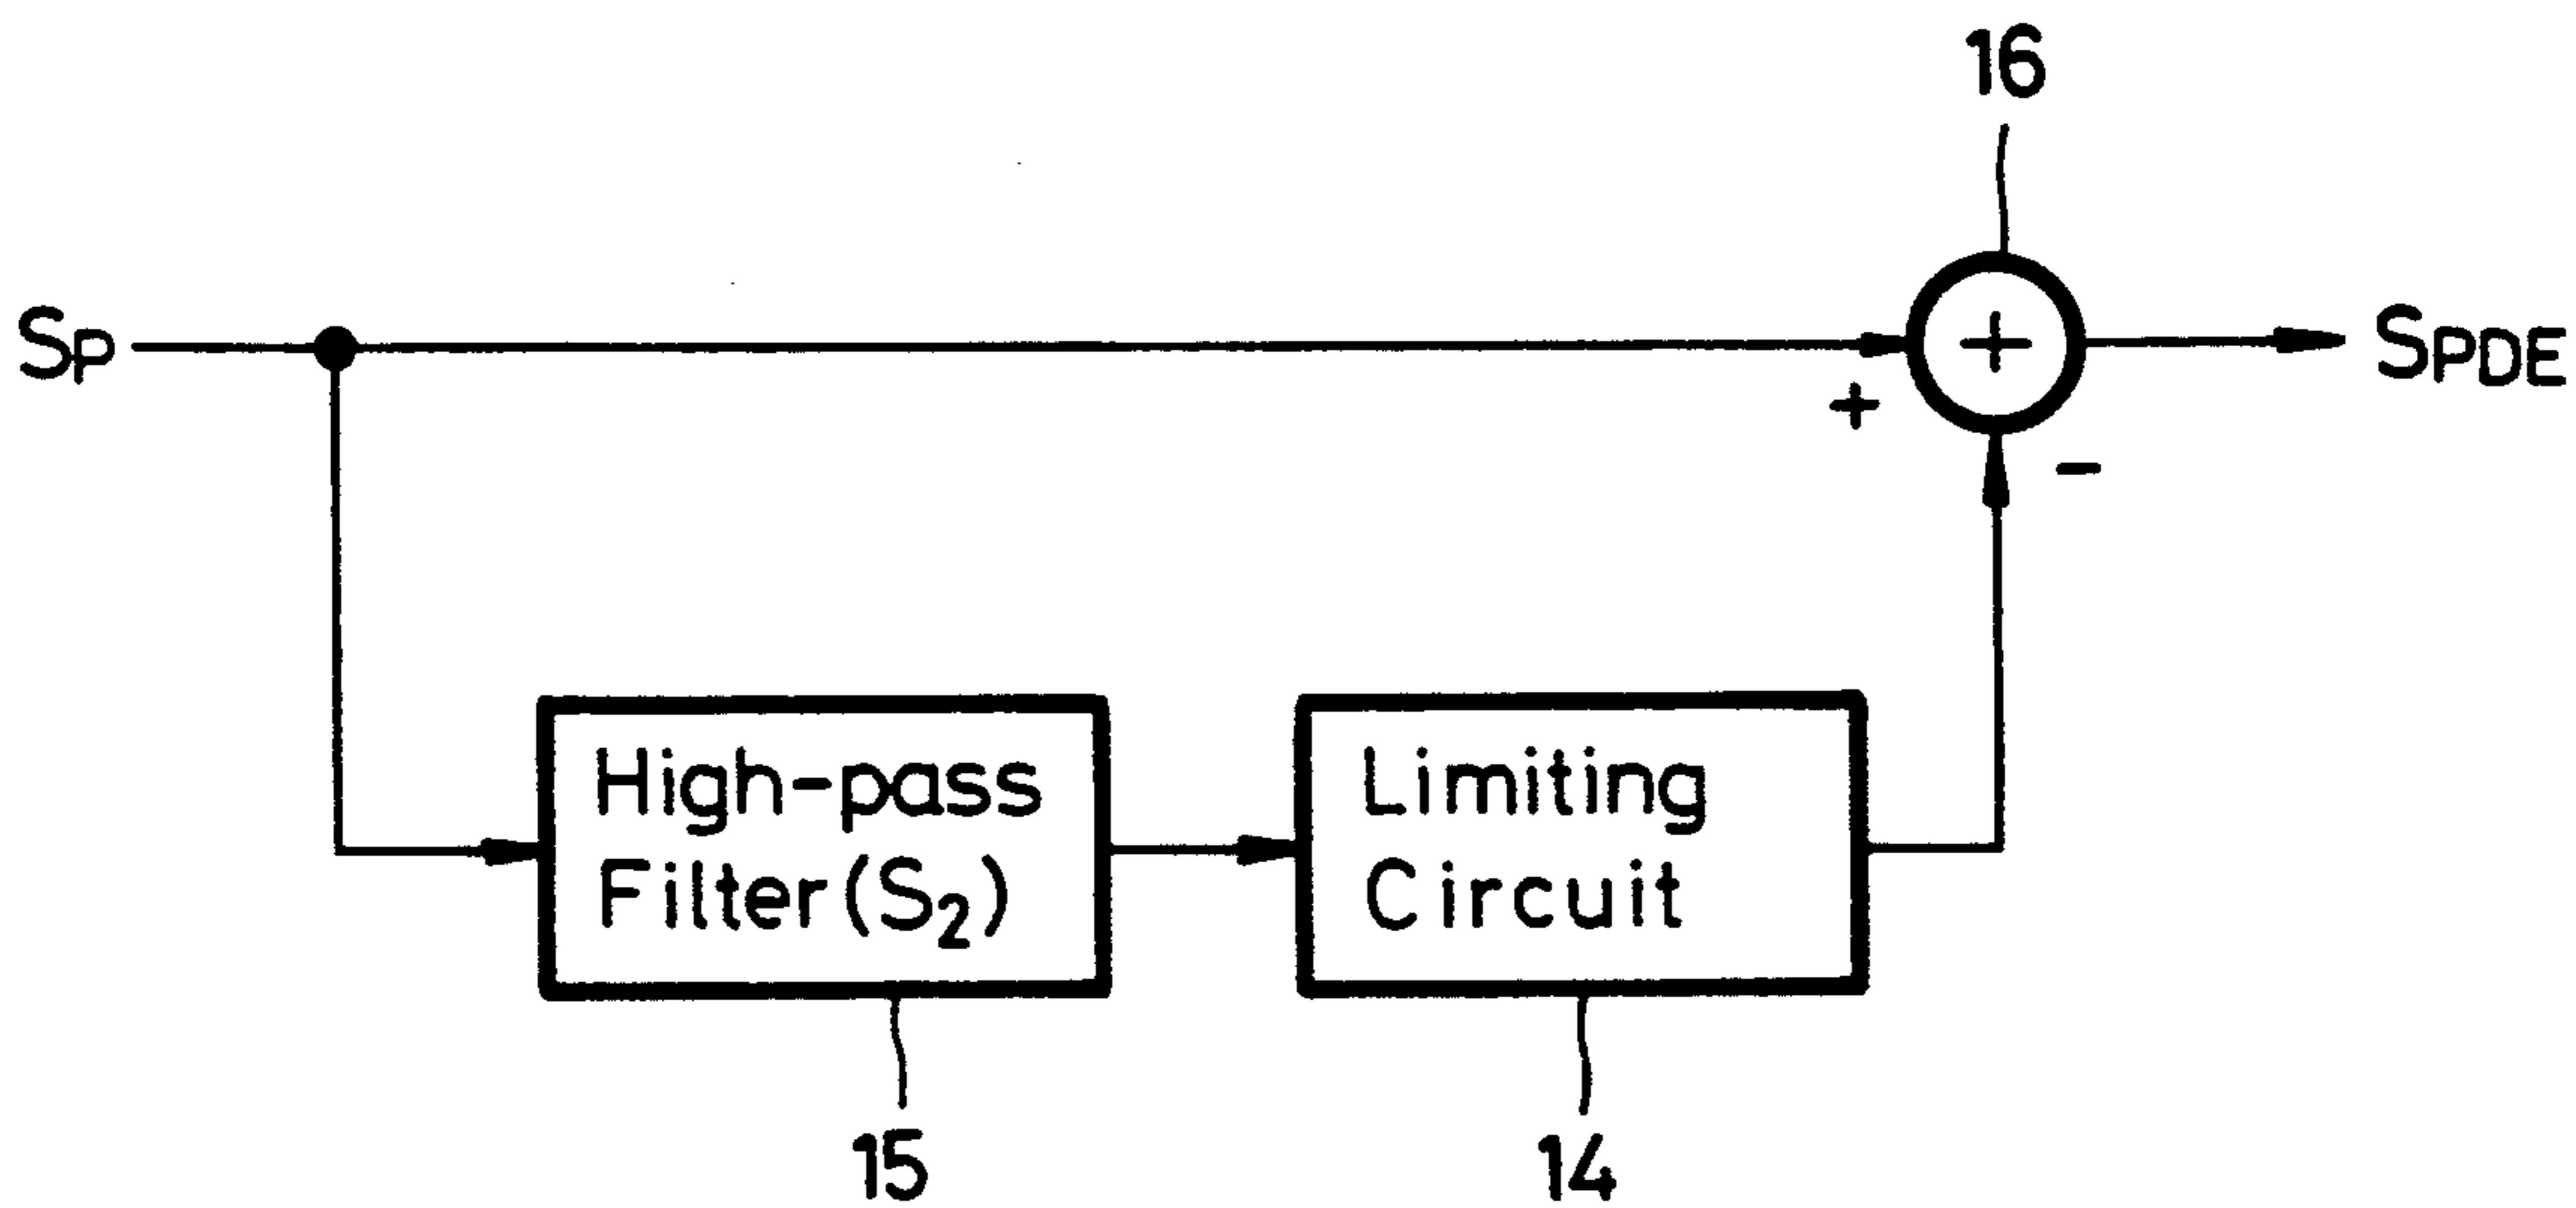 16
SP
+
+
SPDE
-
High-pass
Filter(S2)
Limiting
Circuit
15
14